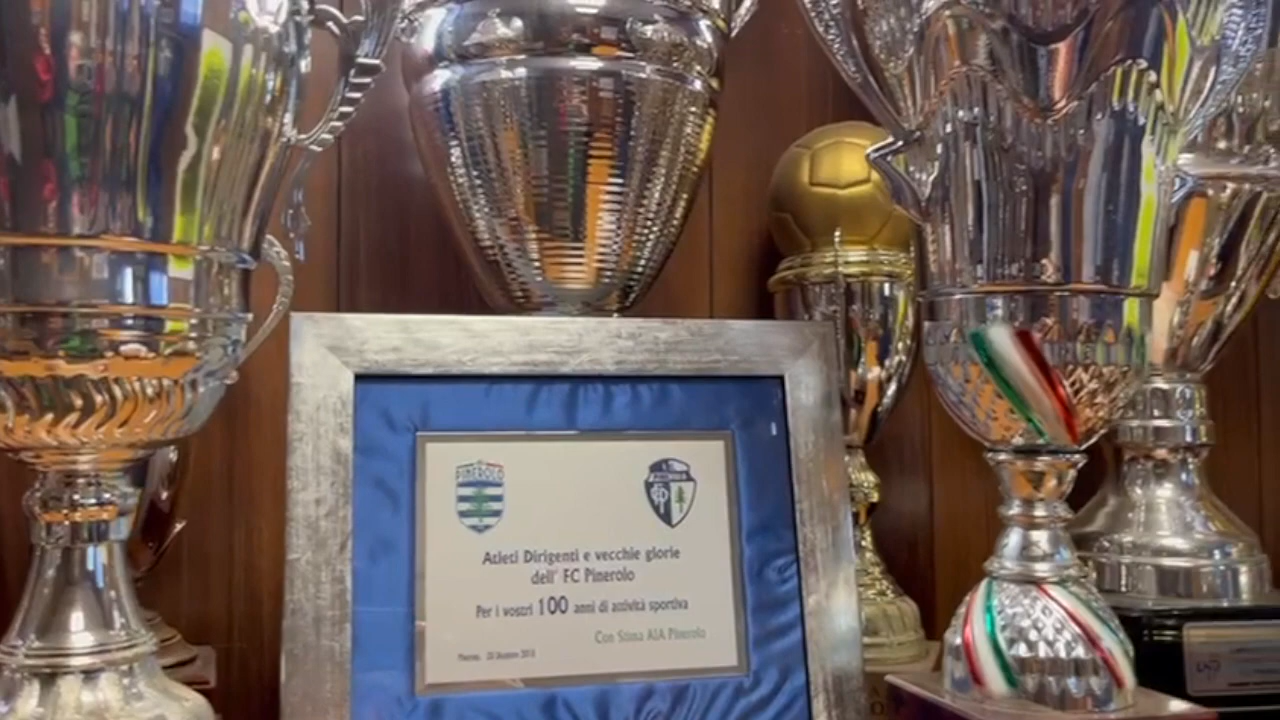 PINEROLO
Atleti Dirigenti e vecchie glorie
dell' FC Pinerolo
Per i vostri 100 anni di attività sportiva
Con Stima AIA Pinerolo